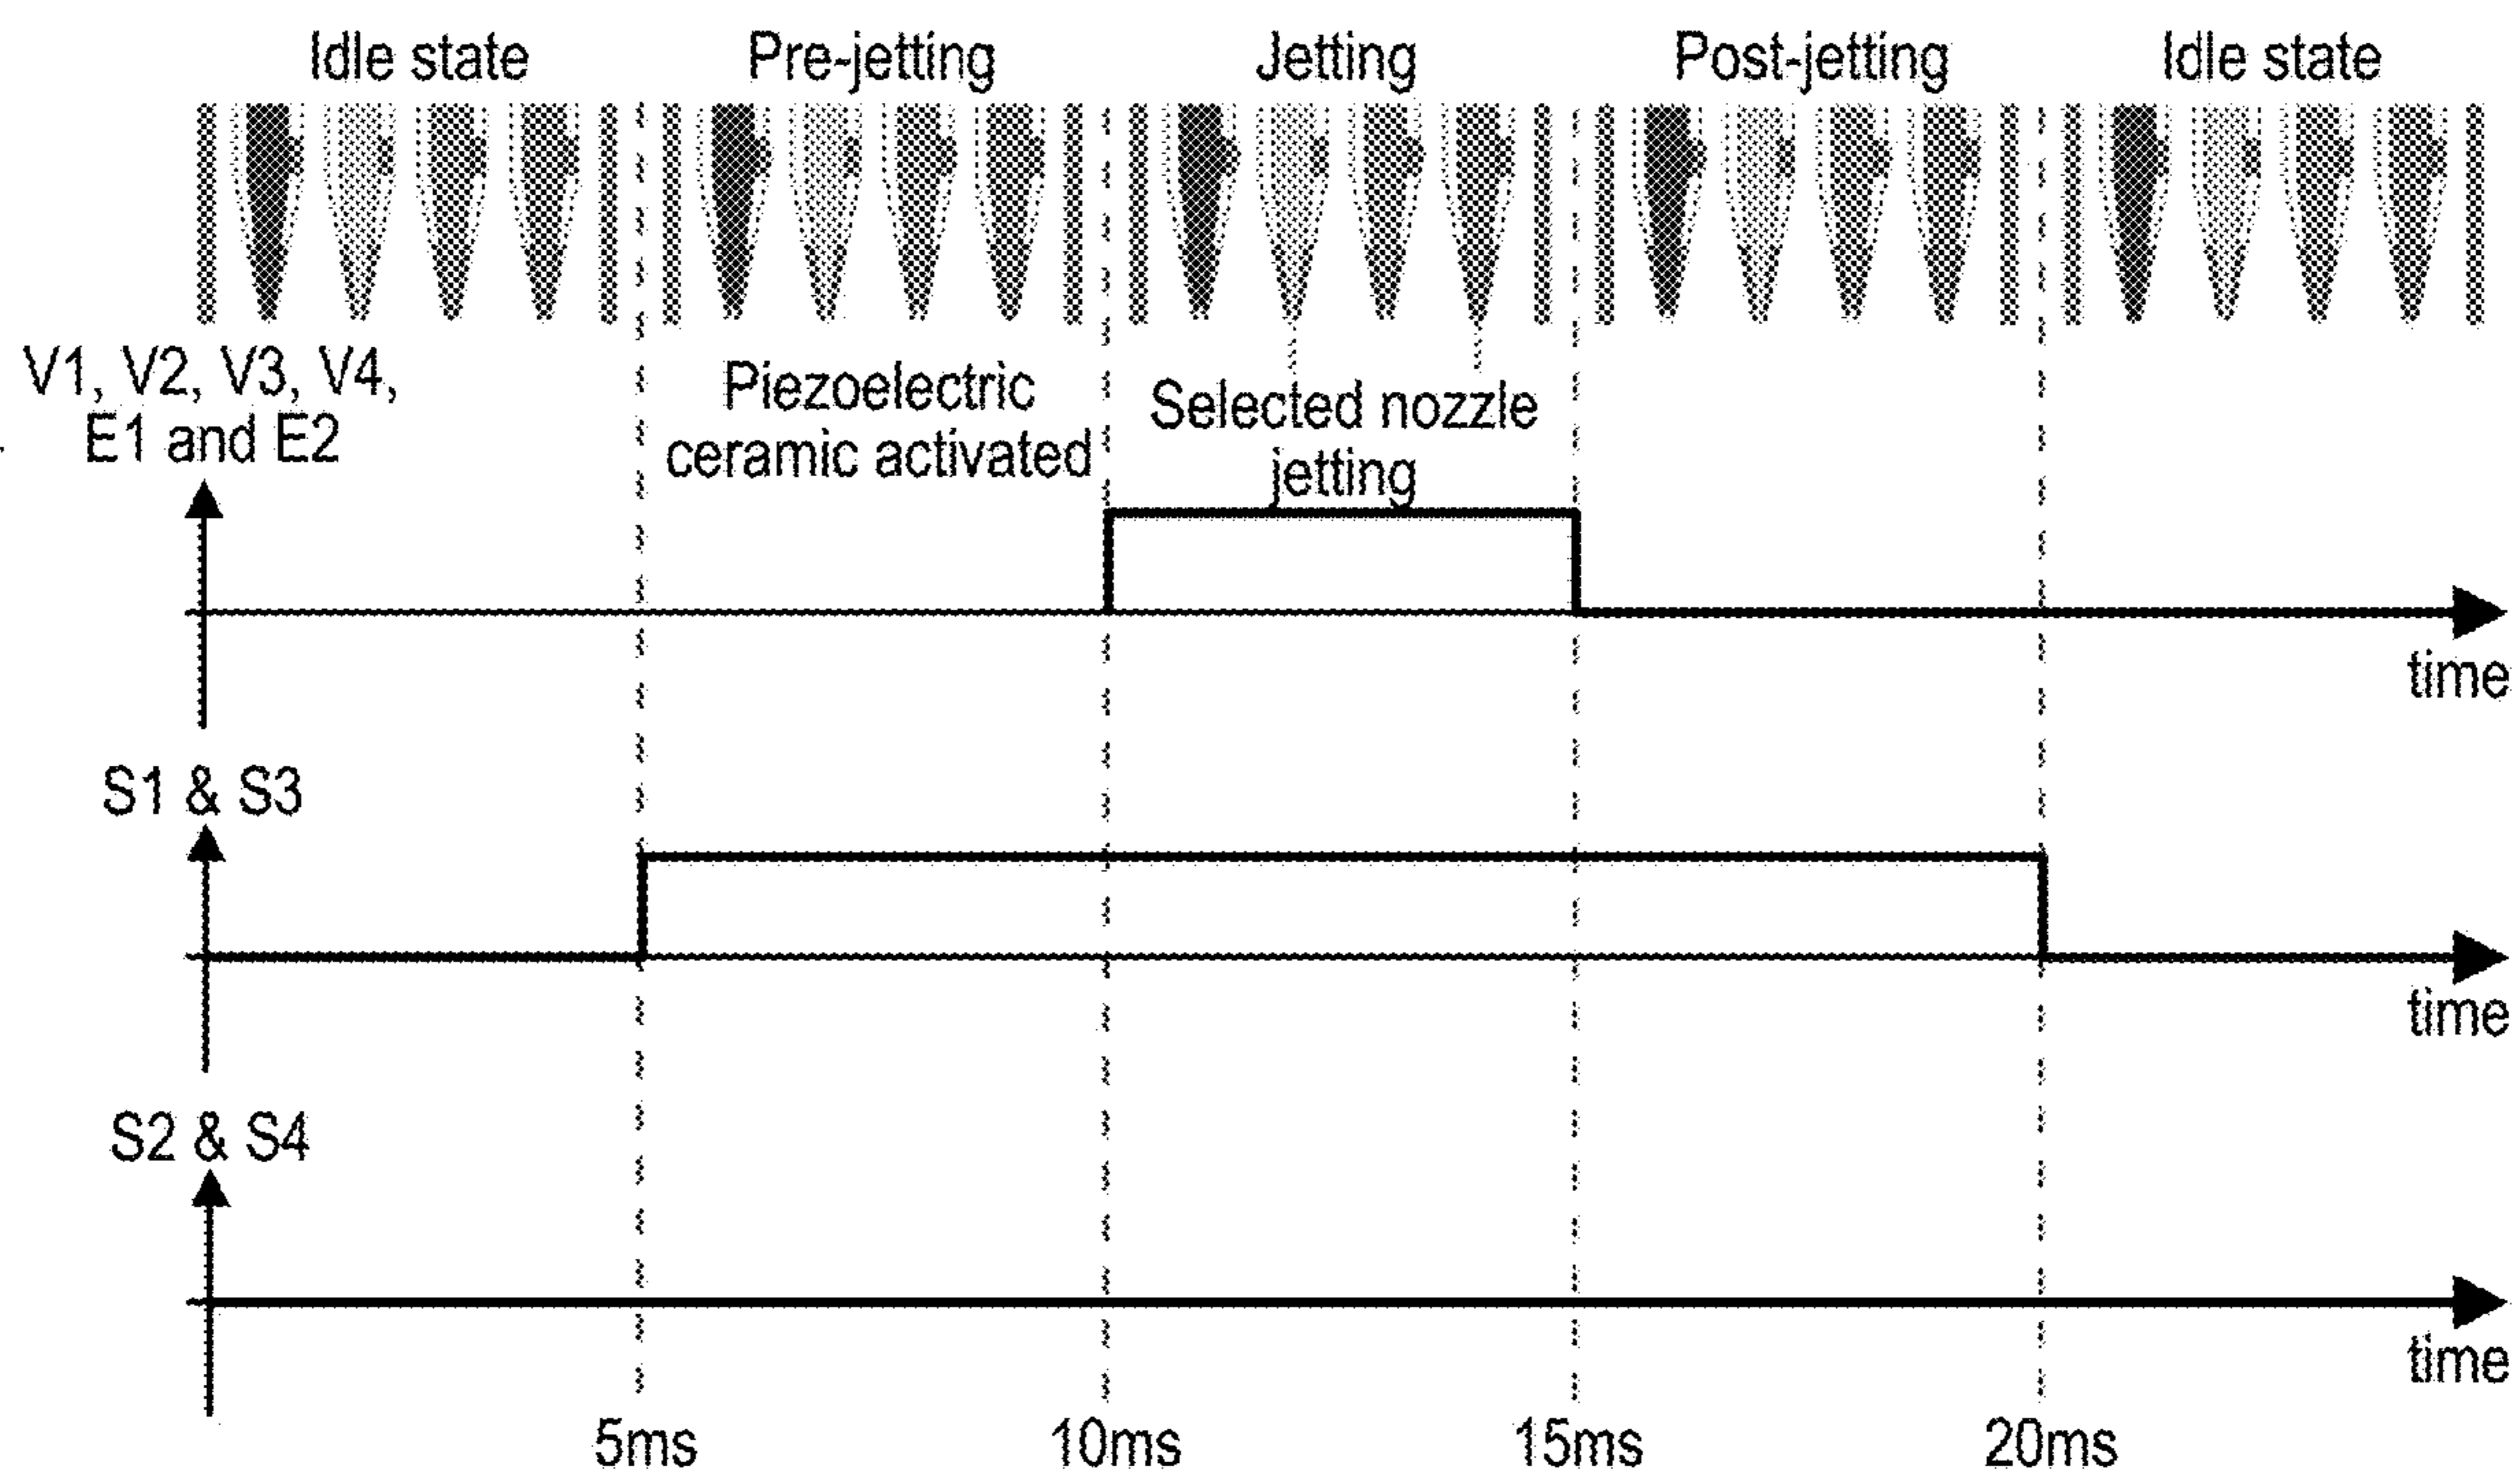 Idle state
Pre-jetting
Jetting
Post-jetting
Idle state
V1, V2, V3, V4,
E1 and E2
Piezoelectric
ceramic activated
Selected nozzle
jetting
time
S1 & S3
time
S2 & S4
time
5ms
10ms
15ms
20ms